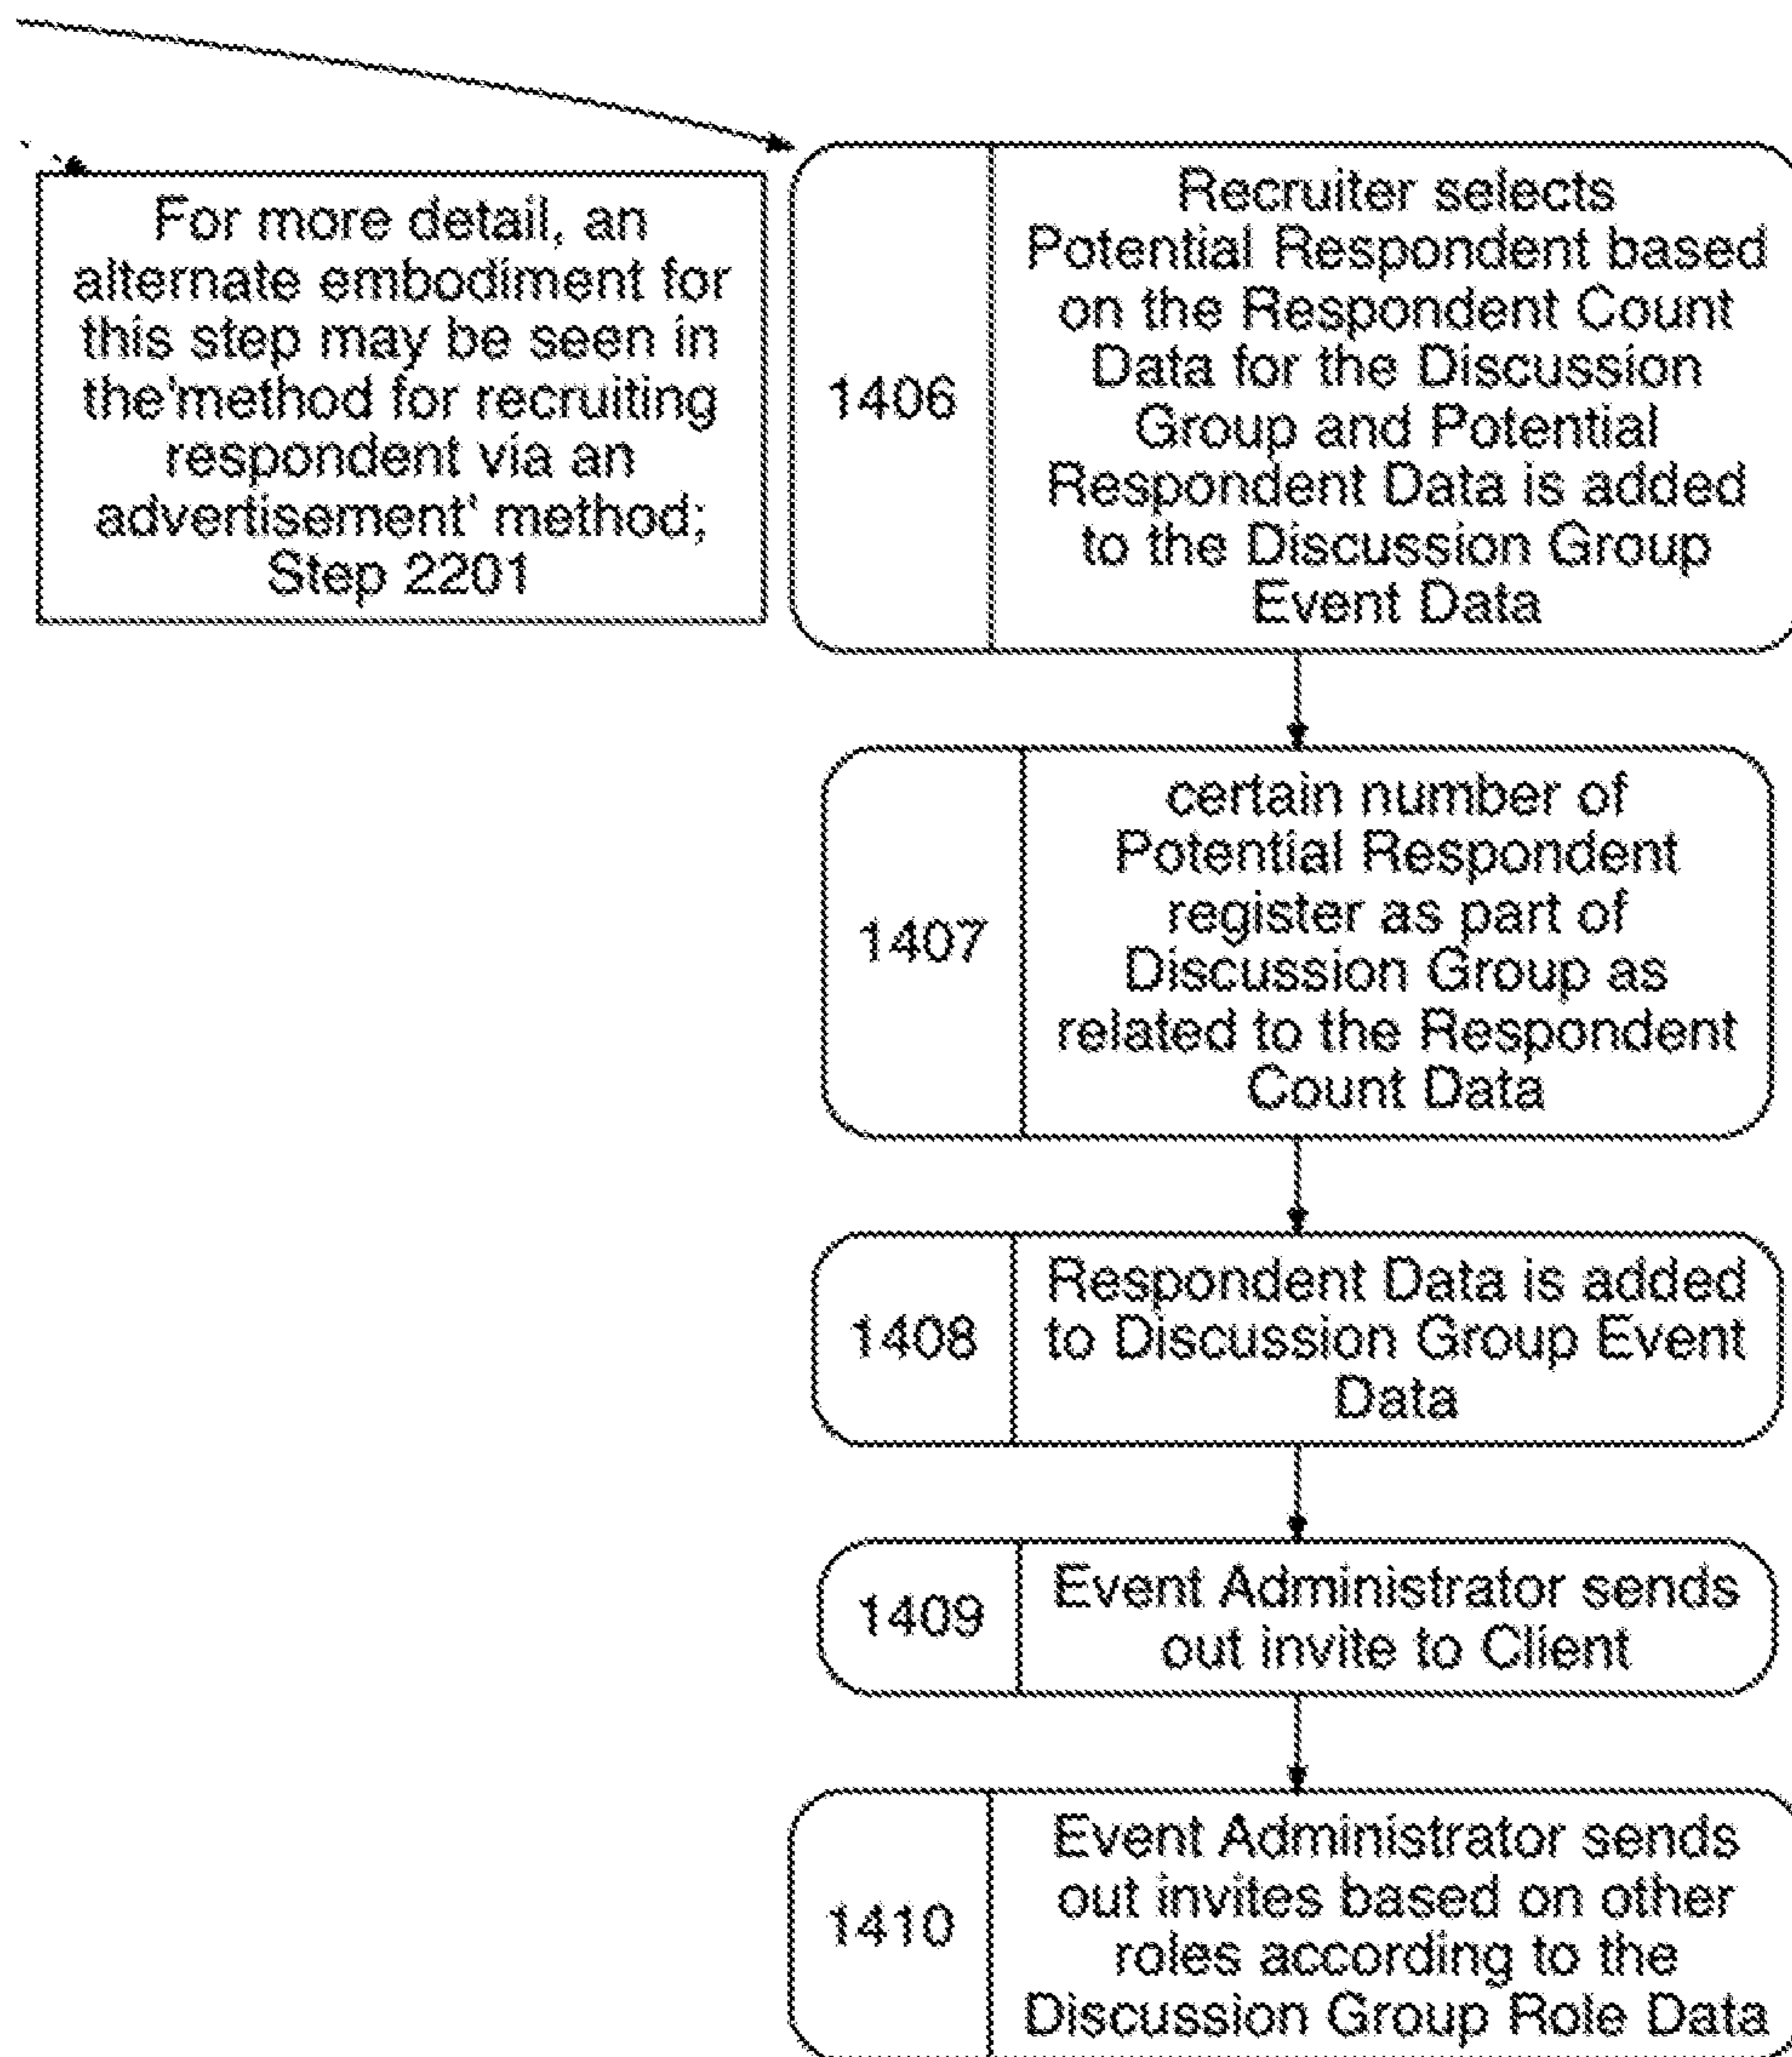 For more detail, an
alternate embodiment for
this step may be seen in
the'method for recruiting
respondent via an
advertisement' method;
Step 2201
1406
Recruiter selects
Potential Respondent based
on the Respondent Count
Data for the Discussion
Group and Potential
Respondent Data is added
to the Discussion Group
Event Data
1407
certain number of
Potential Respondent
register as part of
Discussion Group as
related to the Respondent
Count Data
1408
Respondent Data is added
to Discussion Group Event
Data
1409
Event Administrator sends
out invite to Client
1410
Event Administrator sends
out invites based on other
roles according to the
Discussion Group Role Data